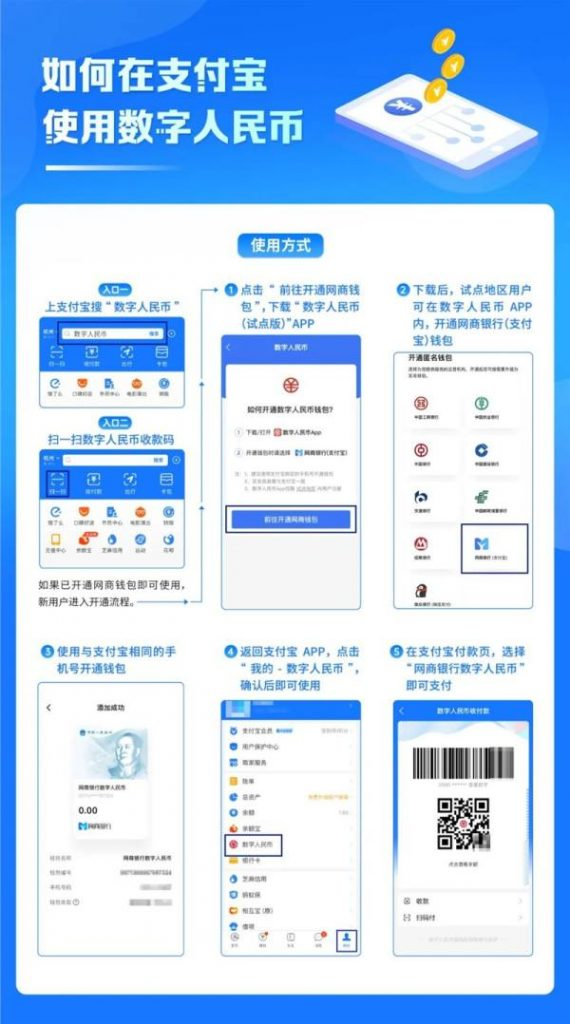 如何在支付宝
使用数字人民币
使用方式
入口一
上支付宝搜“数字人民币”
数字人民币
搜索
扫一扫
收付款
出行
卡包
饿了么
口碑好店
市民中心
电影演出
转账
入口二
扫一扫数字人民币收款码
扫一扫
付款码
出行
卡包
饿了么
口碑好店
市民中心
电影演出
转账
充值中心
余额宝
芝麻信用
运动
花呗
如果已开通网商钱包即可使用，
新用户进入开通流程。
1 点击“前往开通网商钱
包”，下载“数字人民币
（试点版）”APP
数字人民币
如何开通数字人民币钱包？
1 下载/打开 数字人民币App
2 开通钱包时请选择 网商银行(支付宝)
前往开通网商钱包
2 下载后，试点地区用户
可在数字人民币 APP
内，开通网商银行(支付
宝)钱包
开通匿名钱包
中国工商银行
中国农业银行
中国银行
中国建设银行
交通银行
中国邮政储蓄银行
招商银行
网商银行 (支付宝)
3 使用与支付宝相同的手
机号开通钱包
添加成功
网商银行数字人民币
0.00
网商银行
钱包名称
网商银行数字人民币
钱包编号
手机号码
4 返回支付宝 APP，点击
“我的 - 数字人民币”，
确认后即可使用
支付宝会员
用户保护中心
商家服务
账单
总资产
余额
余额宝
数字人民币
银行卡
芝麻信用
蚂蚁保
相互宝
借呗
5 在支付宝付款页，选择
“网商银行数字人民币”
即可支付
数字人民币收付款
收款
扫码付